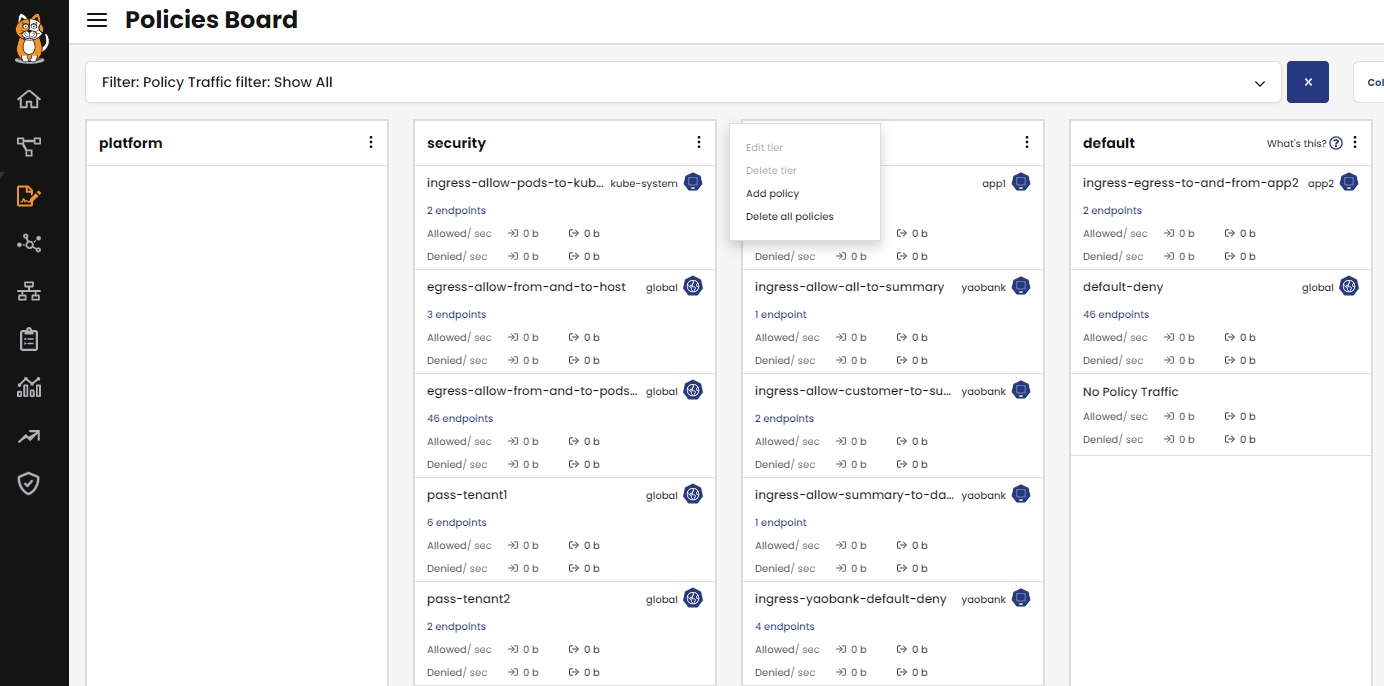 Policies Board
Filter: Policy Traffic filter: Show All
×
Col
platform
security
ingress-allow-pods-to-kub... kube-system
2 endpoints
Allowed/ sec 0 b 0 b
Denied/ sec 0 b 0 b
egress-allow-from-and-to-host global
3 endpoints
Allowed/ sec 0 b 0 b
Denied/ sec 0 b 0 b
egress-allow-from-and-to-pods... global
46 endpoints
Allowed/ sec 0 b 0 b
Denied/ sec 0 b 0 b
pass-tenant1 global
6 endpoints
Allowed/ sec 0 b 0 b
Denied/ sec 0 b 0 b
pass-tenant2 global
2 endpoints
Allowed/ sec 0 b 0 b
Denied/ sec 0 b 0 b
Edit tier
Delete tier
Add policy
Delete all policies
app1
0 b
Denied/ sec 0 b 0 b
ingress-allow-all-to-summary yaobank
1 endpoint
Allowed/ sec 0 b 0 b
Denied/ sec 0 b 0 b
ingress-allow-customer-to-su... yaobank
2 endpoints
Allowed/ sec 0 b 0 b
Denied/ sec 0 b 0 b
ingress-allow-summary-to-da... yaobank
1 endpoint
Allowed/ sec 0 b 0 b
Denied/ sec 0 b 0 b
ingress-yaobank-default-deny yaobank
4 endpoints
Allowed/ sec 0 b 0 b
Denied/ sec 0 b 0 b
default What's this? ?
ingress-egress-to-and-from-app2 app2
2 endpoints
Allowed/ sec 0 b 0 b
Denied/ sec 0 b 0 b
default-deny global
46 endpoints
Allowed/ sec 0 b 0 b
Denied/ sec 0 b 0 b
No Policy Traffic
Allowed/ sec 0 b 0 b
Denied/ sec 0 b 0 b